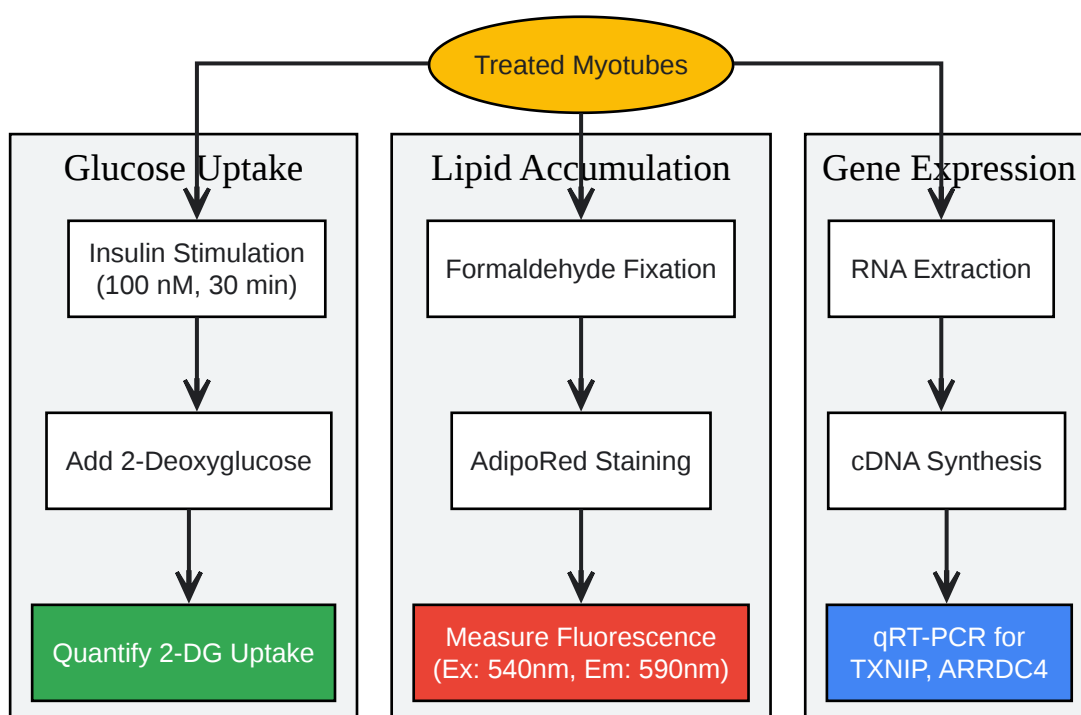 Treated Myotubes
Glucose Uptake
Insulin Stimulation
(100 nM, 30 min)
Add 2-Deoxyglucose
Quantify 2-DG Uptake
Lipid Accumulation
Formaldehyde Fixation
AdipoRed Staining
Measure Fluorescence
(Ex: 540nm, Em: 590nm)
Gene Expression
RNA Extraction
cDNA Synthesis
qRT-PCR for
TXNIP, ARRDC4